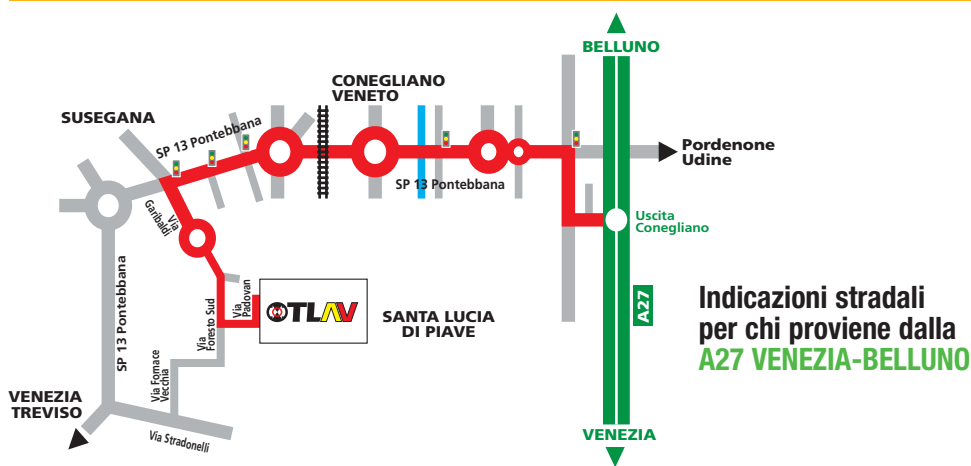 BELLUNO
CONEGLIANO
VENETO
SUSEGANA
SP 13 Pontebbana
Pordenone
Udine
SP 13 Pontebbana
Via
Garibaldi
Uscita
Conegliano
SP 13 Pontebbana
Via
Padovan
OTLAV
Via
Foresto Sud
SANTA LUCIA
DI PIAVE
A27
Indicazioni stradali
per chi proviene dalla
A27 VENEZIA-BELLUNO
Via Fornace
Vecchia
VENEZIA
TREVISO
Via Stradonelli
VENEZIA